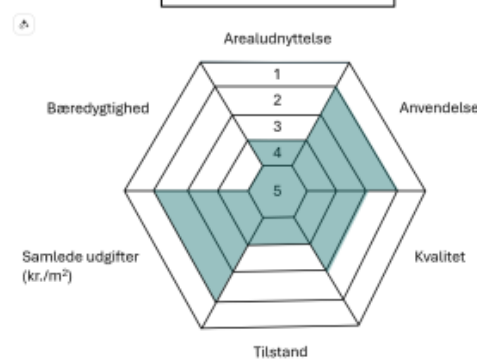 Arealudnyttelse
1
Bæredygtighed
2
Anvendelse
3
4
5
Samlede udgifter
(kr./m²)
Kvalitet
Tilstand